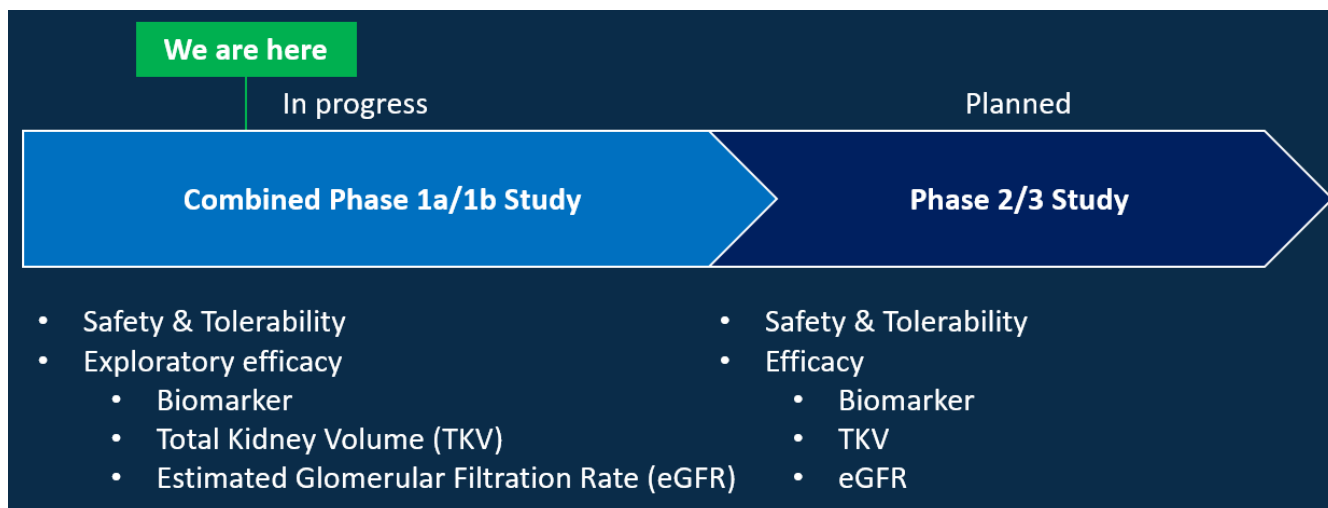 We are here
In progress
Planned
Combined Phase 1a/1b Study
Phase 2/3 Study
• Safety & Tolerability
• Exploratory efficacy
• Biomarker
• Total Kidney Volume (TKV)
• Estimated Glomerular Filtration Rate (eGFR)
• Safety & Tolerability
• Efficacy
• Biomarker
• TKV
• eGFR